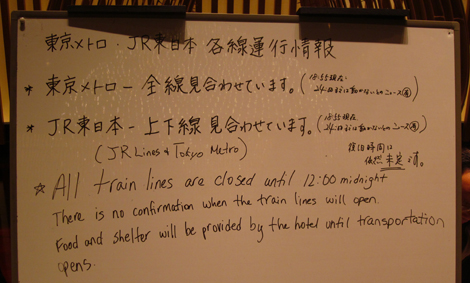 東京メトロ・JR東日本 各線運行情報
* 東京メトロ - 全線見合わせています。
* JR東日本 - 上下線見合わせています。
(JR Lines & Tokyo Metro)
復旧時間は
依然未定
☆ All train lines are closed until 12:00 midnight
There is no confirmation when the train lines will open.
Food and shelter will be provided by the hotel until transportation
opens.